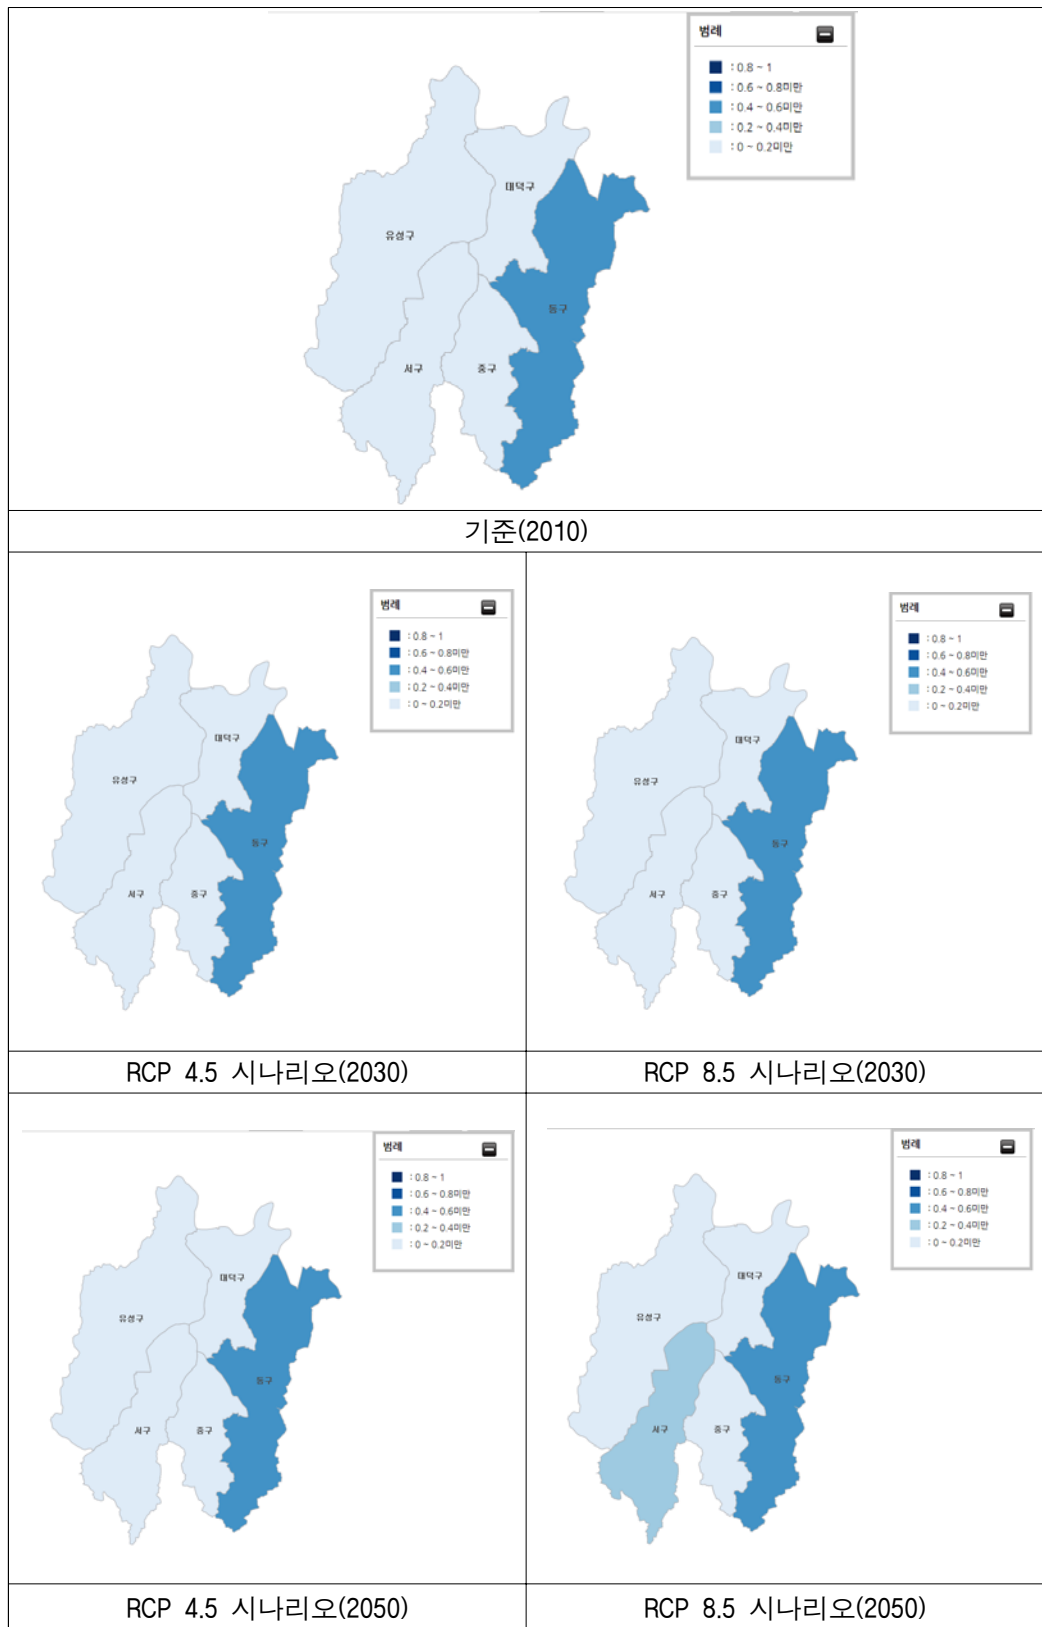 범례
: 0.8 ~ 1
: 0.6 ~ 0.8미만
: 0.4 ~ 0.6미만
: 0.2 ~ 0.4미만
: 0 ~ 0.2미만
대덕구
유성구
동구
서구
중구
기준(2010)
범례
: 0.8 ~ 1
: 0.6 ~ 0.8미만
: 0.4 ~ 0.6미만
: 0.2 ~ 0.4미만
: 0 ~ 0.2미만
대덕구
유성구
동구
서구
중구
RCP 4.5 시나리오(2030)
범례
: 0.8 ~ 1
: 0.6 ~ 0.8미만
: 0.4 ~ 0.6미만
: 0.2 ~ 0.4미만
: 0 ~ 0.2미만
대덕구
유성구
동구
서구
중구
RCP 8.5 시나리오(2030)
범례
: 0.8 ~ 1
: 0.6 ~ 0.8미만
: 0.4 ~ 0.6미만
: 0.2 ~ 0.4미만
: 0 ~ 0.2미만
대덕구
유성구
동구
서구
중구
RCP 4.5 시나리오(2050)
범례
: 0.8 ~ 1
: 0.6 ~ 0.8미만
: 0.4 ~ 0.6미만
: 0.2 ~ 0.4미만
: 0 ~ 0.2미만
대덕구
유성구
동구
서구
중구
RCP 8.5 시나리오(2050)